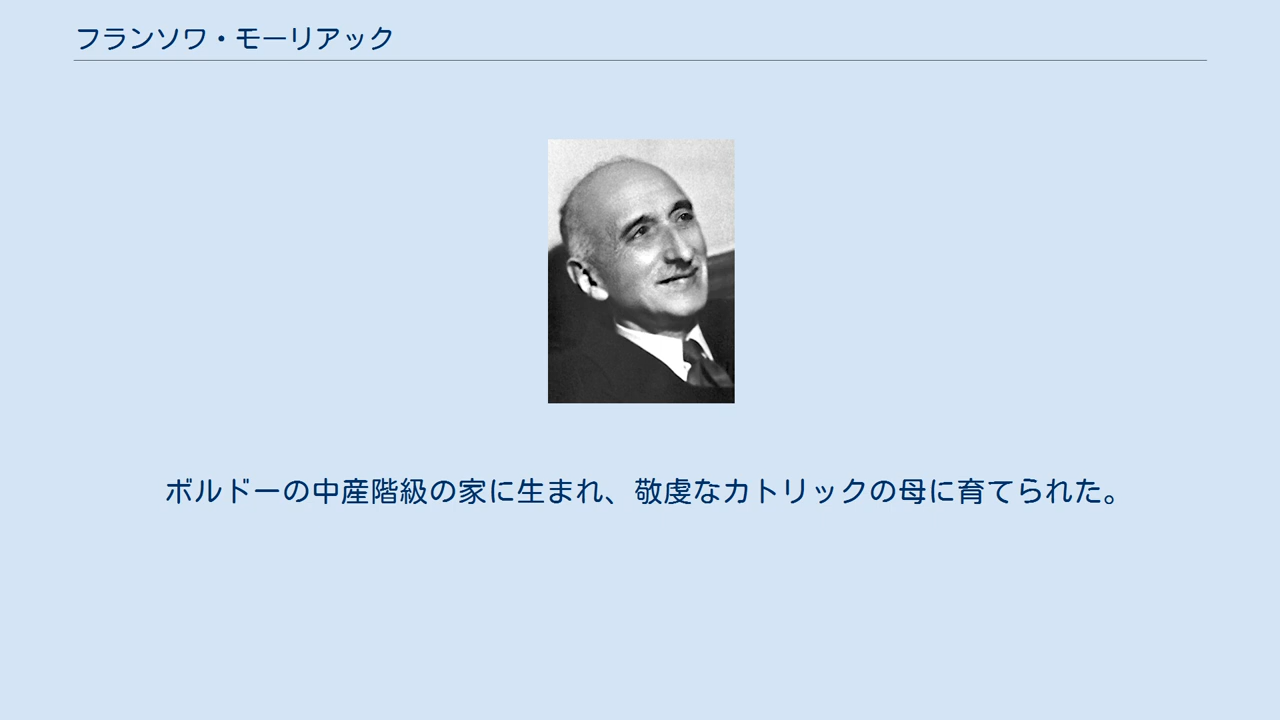 フランソワ・モーリアック
ボルドーの中産階級の家に生まれ、敬虔なカトリックの母に育てられた。